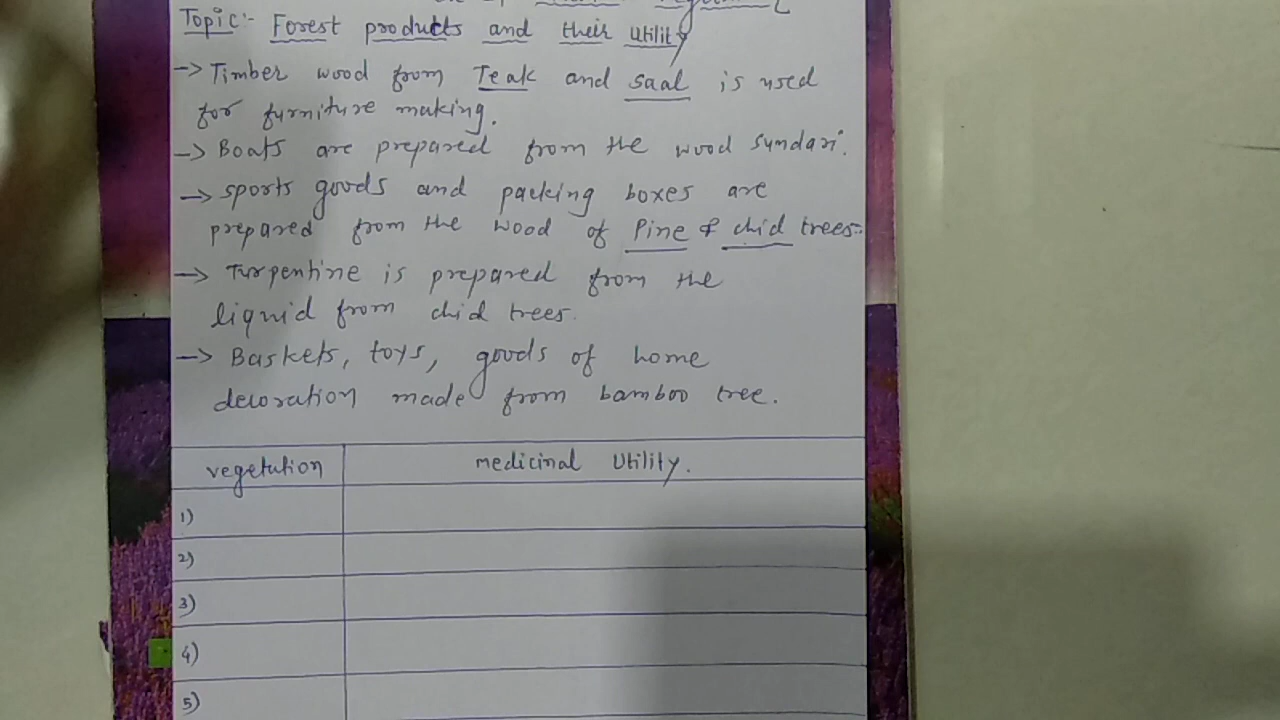 Topic:- Forest products and their utility
-> Timber wood from Teak and saal is used
for furniture making.
-> Boats are prepared from the wood sundari.
-> sports goods and packing boxes are
prepared from the wood of Pine & chid trees.
-> Turpentine is prepared from the
liquid from chid trees.
-> Baskets, toys, goods of home
decoration made from bamboo tree.
vegetation medicinal Utility.
1)
2)
3)
4)
5)